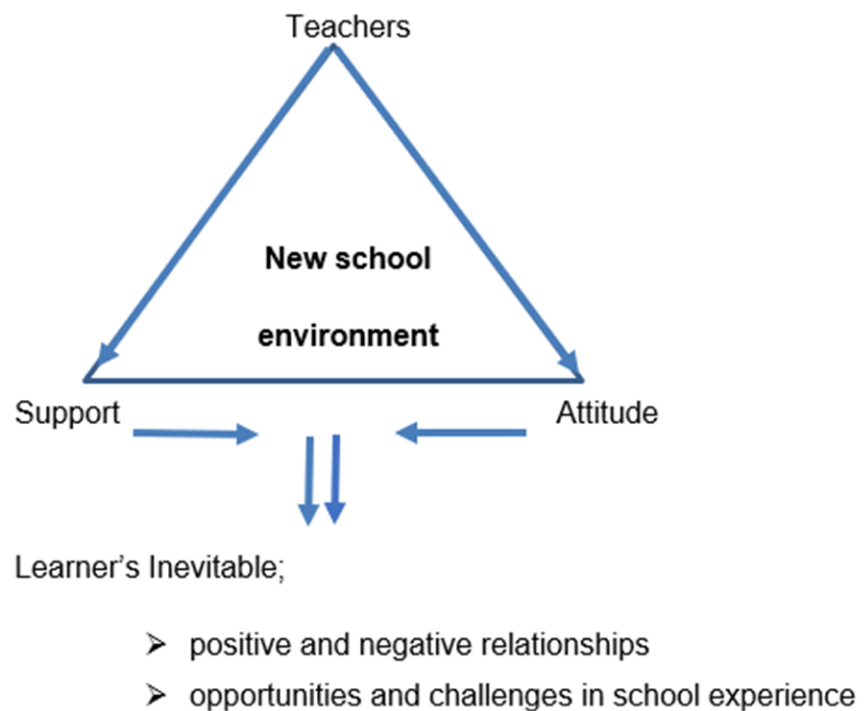 Teachers
New school
environment
Support
Attitude
Learner’s Inevitable;
➢ positive and negative relationships
➢ opportunities and challenges in school experience